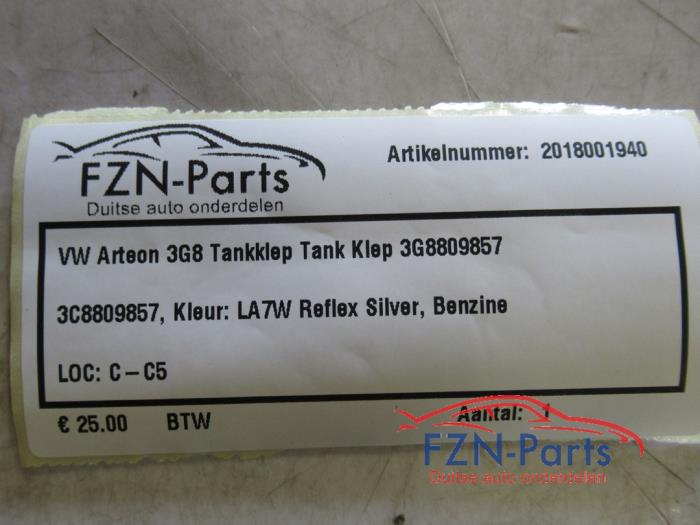 Artikelnummer: 2018001940
FZN-Parts
Duitse auto onderdelen
VW Arteon 3G8 Tankklep Tank Klep 3G8809857
3C8809857, Kleur: LA7W Reflex Silver, Benzine
LOC: C-C5
€ 25.00 BTW Aantal: 1
FZN-Parts
Duitse auto onderdelen